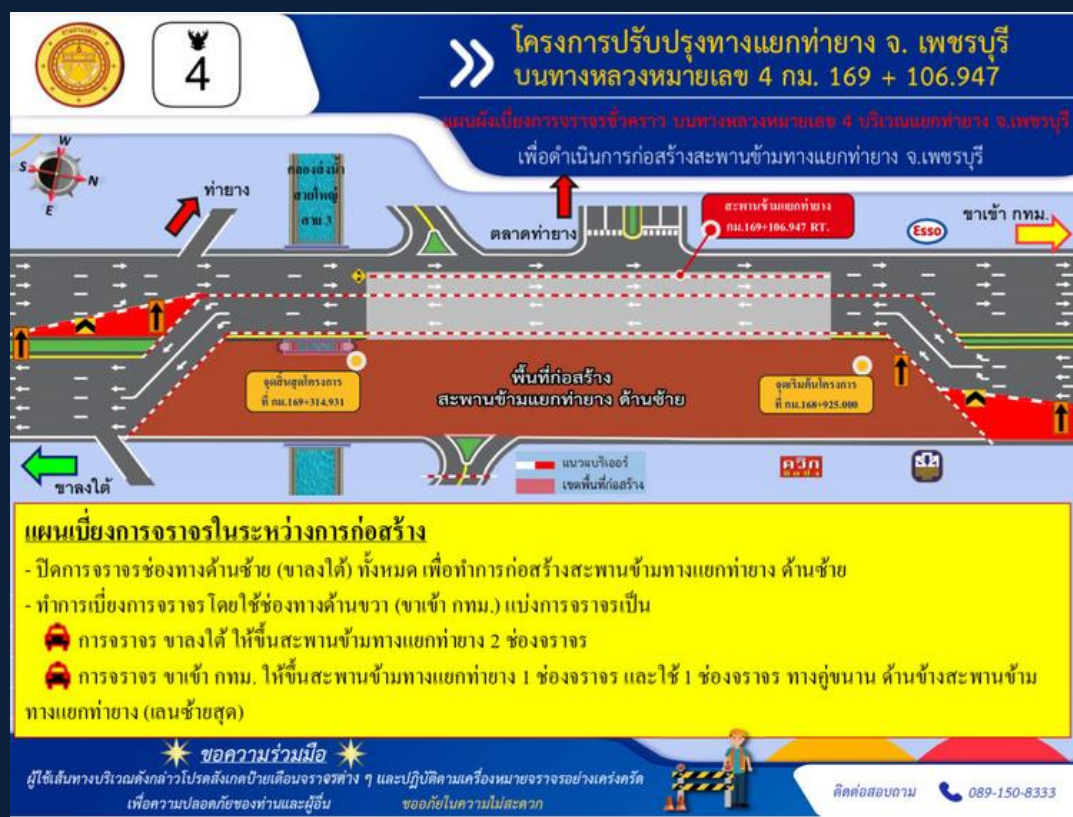 4
โครงการปรับปรุงทางแยกท่ายาง จ. เพชรบุรี
บนทางหลวงหมายเลข 4 กม. 169 + 106.947
แผนผังเบี่ยงการจราจรชั่วคราว บนทางหลวงหมายเลข 4 บริเวณแยกท่ายาง จ.เพชรบุรี
เพื่อดำเนินการก่อสร้างสะพานข้ามทางแยกท่ายาง จ.เพชรบุรี
W
S
N
E
ท่ายาง
คลองส่งน้ำ
สายใหญ่
สาย 3
ตลาดท่ายาง
สะพานข้ามแยกท่ายาง
กม.169+106.947 RT.
Esso
ขาเข้า กทม.
จุดสิ้นสุดโครงการ
ที่ กม.169+314.931
พื้นที่ก่อสร้าง
สะพานข้ามแยกท่ายาง ด้านซ้าย
จุดเริ่มต้นโครงการ
ที่ กม.168+925.000
ขาลงใต้
แนวแบริเออร์
เขตพื้นที่ก่อสร้าง
ควิก
แผนเบี่ยงการจราจรในระหว่างการก่อสร้าง
- ปิดการจราจรช่องทางด้านซ้าย (ขาลงใต้) ทั้งหมด เพื่อทำการก่อสร้างสะพานข้ามทางแยกท่ายาง ด้านซ้าย
- ทำการเบี่ยงการจราจร โดยใช้ช่องทางด้านขวา (ขาเข้า กทม.) แบ่งการจราจรเป็น
การจราจร ขาลงใต้ ให้ขึ้นสะพานข้ามทางแยกท่ายาง 2 ช่องจราจร
การจราจร ขาเข้า กทม. ให้ขึ้นสะพานข้ามทางแยกท่ายาง 1 ช่องจราจร และใช้ 1 ช่องจราจร ทางคู่ขนาน ด้านข้างสะพานข้าม
ทางแยกท่ายาง (เลนซ้ายสุด)
ขอความร่วมมือ
ผู้ใช้เส้นทางบริเวณดังกล่าวโปรดสังเกตป้ายเตือนจราจรต่าง ๆ และปฏิบัติตามเครื่องหมายจราจรอย่างเคร่งครัด
เพื่อความปลอดภัยของท่านและผู้อื่น ขออภัยในความไม่สะดวก
ติดต่อสอบถาม 089-150-8333